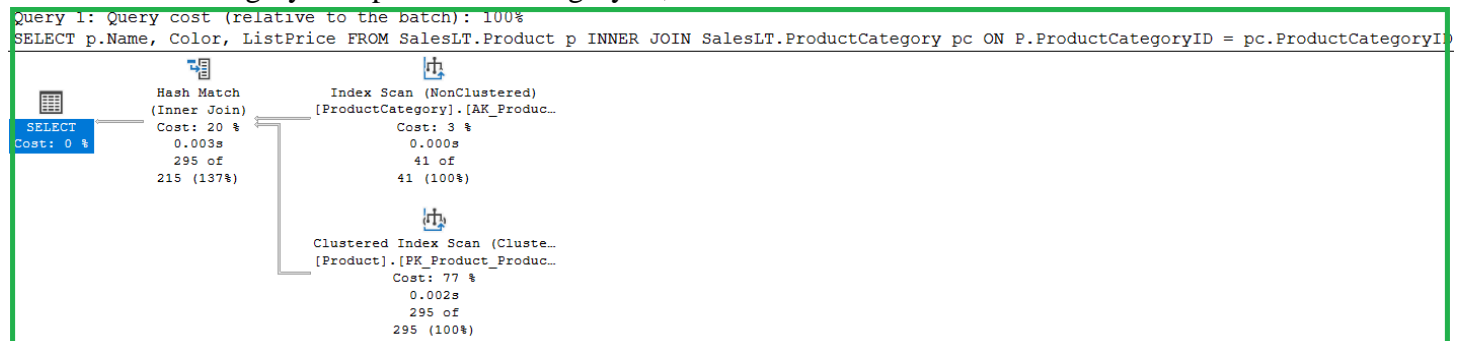 Query 1: Query cost (relative to the batch): 100%
SELECT p.Name, Color, ListPrice FROM SalesLT.Product p INNER JOIN SalesLT.ProductCategory pc ON P.ProductCategoryID = pc.ProductCategoryID
SELECT
Cost: 0 %
Hash Match
(Inner Join)
Cost: 20 %
0.003s
295 of
215 (137%)
Index Scan (NonClustered)
[ProductCategory].[AK_Produc…
Cost: 3 %
0.000s
41 of
41 (100%)
Clustered Index Scan (Cluste…
[Product].[PK_Product_Produc…
Cost: 77 %
0.002s
295 of
295 (100%)